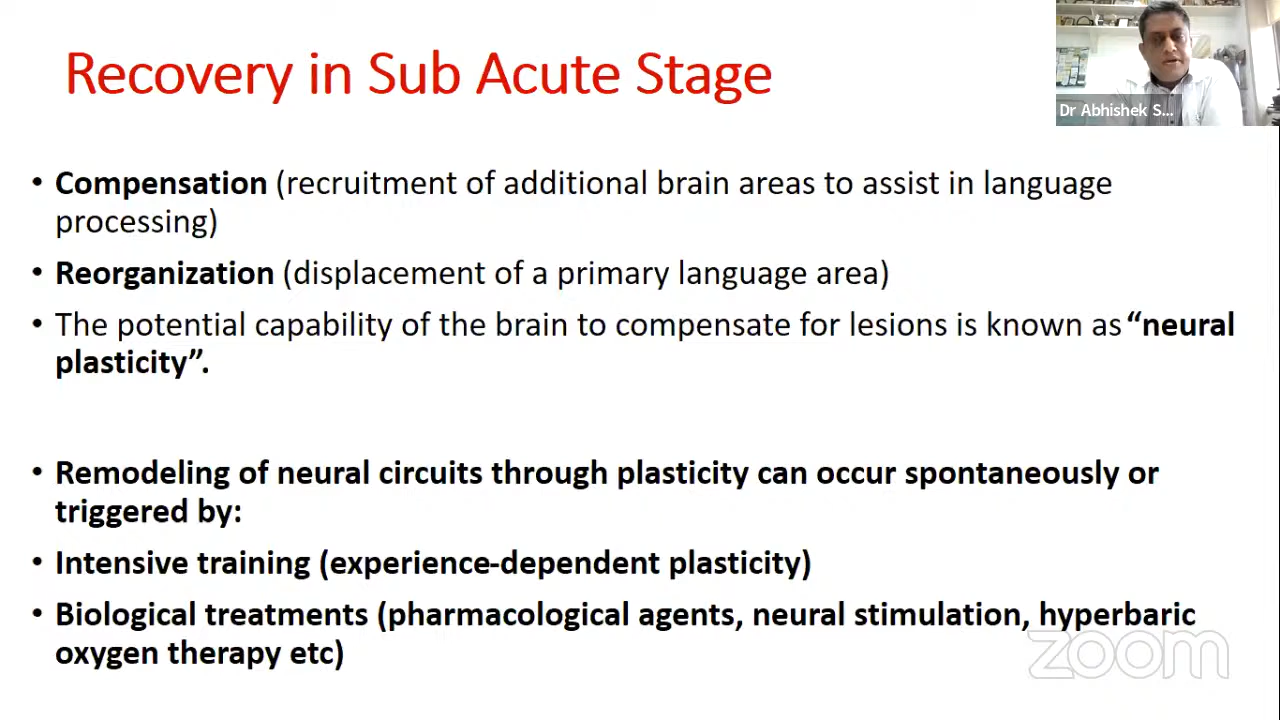 Recovery in Sub Acute Stage
Dr Abhishek S...
• Compensation (recruitment of additional brain areas to assist in language
processing)
• Reorganization (displacement of a primary language area)
• The potential capability of the brain to compensate for lesions is known as “neural
plasticity”.
• Remodeling of neural circuits through plasticity can occur spontaneously or
triggered by:
• Intensive training (experience-dependent plasticity)
• Biological treatments (pharmacological agents, neural stimulation, hyperbaric
oxygen therapy etc)
zoom